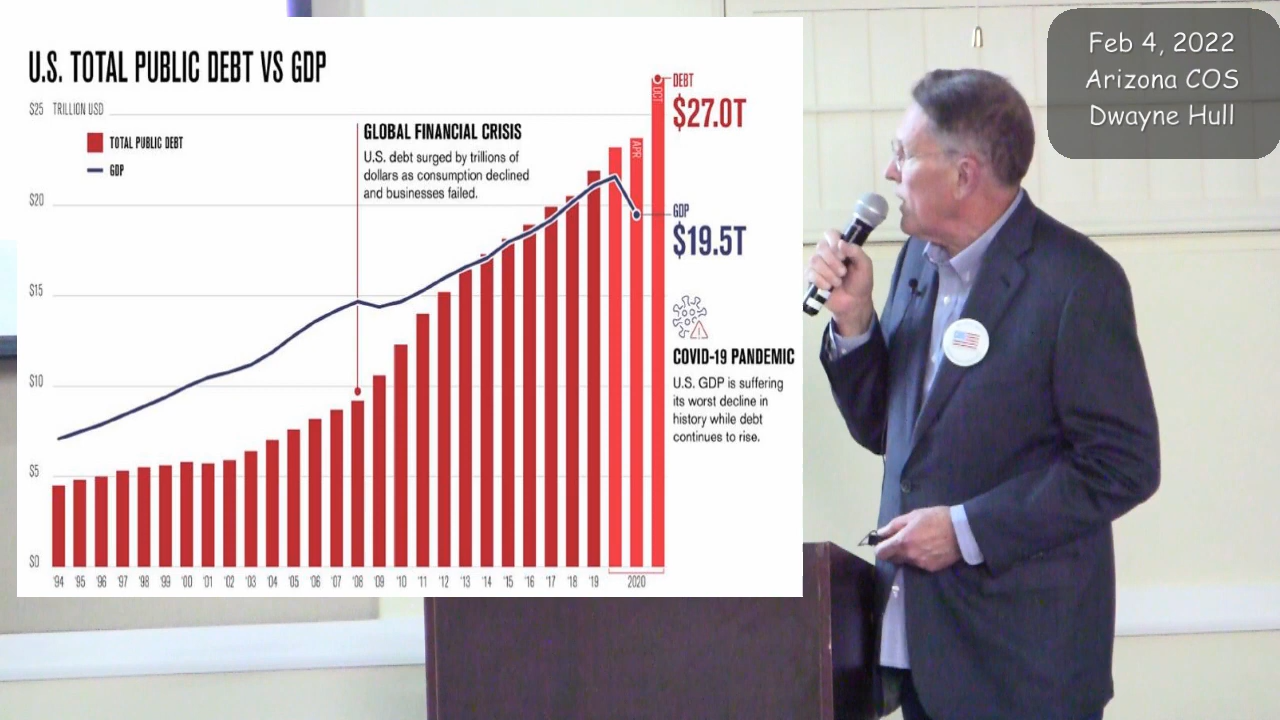 U.S. TOTAL PUBLIC DEBT VS GDP
$25 TRILLION USD
TOTAL PUBLIC DEBT
GDP
GLOBAL FINANCIAL CRISIS
U.S. debt surged by trillions of
dollars as consumption declined
and businesses failed.
$20
$15
$10
$5
$0
'94 '95 '96 '97 '98 '99 '00 '01 '02 '03 '04 '05 '06 '07 '08 '09 '10 '11 '12 '13 '14 '15 '16 '17 '18 '19 2020
APR
OCT
DEBT
$27.0T
GDP
$19.5T
COVID-19 PANDEMIC
U.S. GDP is suffering
its worst decline in
history while debt
continues to rise.
Feb 4, 2022
Arizona COS
Dwayne Hull